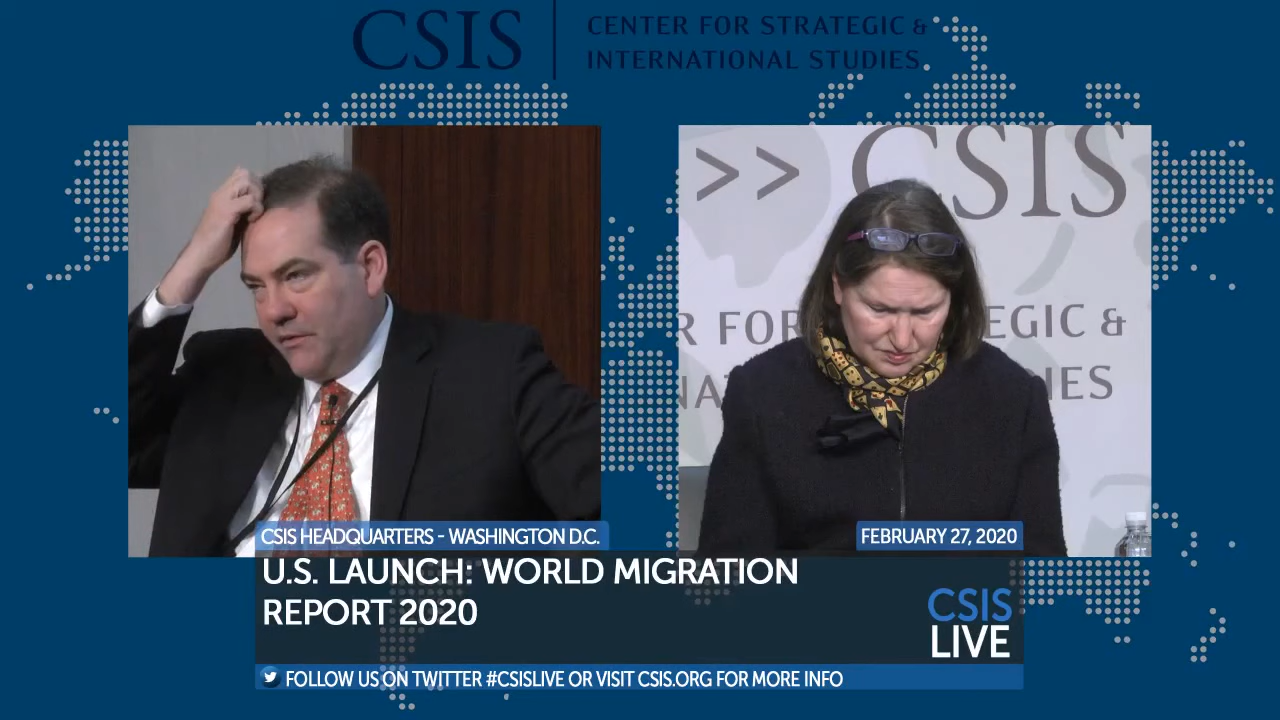 CSIS
CENTER FOR STRATEGIC &
INTERNATIONAL STUDIES
>> CSIS
R FOR
EGIC &
NA
IES
CSIS HEADQUARTERS - WASHINGTON D.C.
FEBRUARY 27, 2020
U.S. LAUNCH: WORLD MIGRATION
REPORT 2020
CSIS
LIVE
FOLLOW US ON TWITTER #CSISLIVE OR VISIT CSIS.ORG FOR MORE INFO